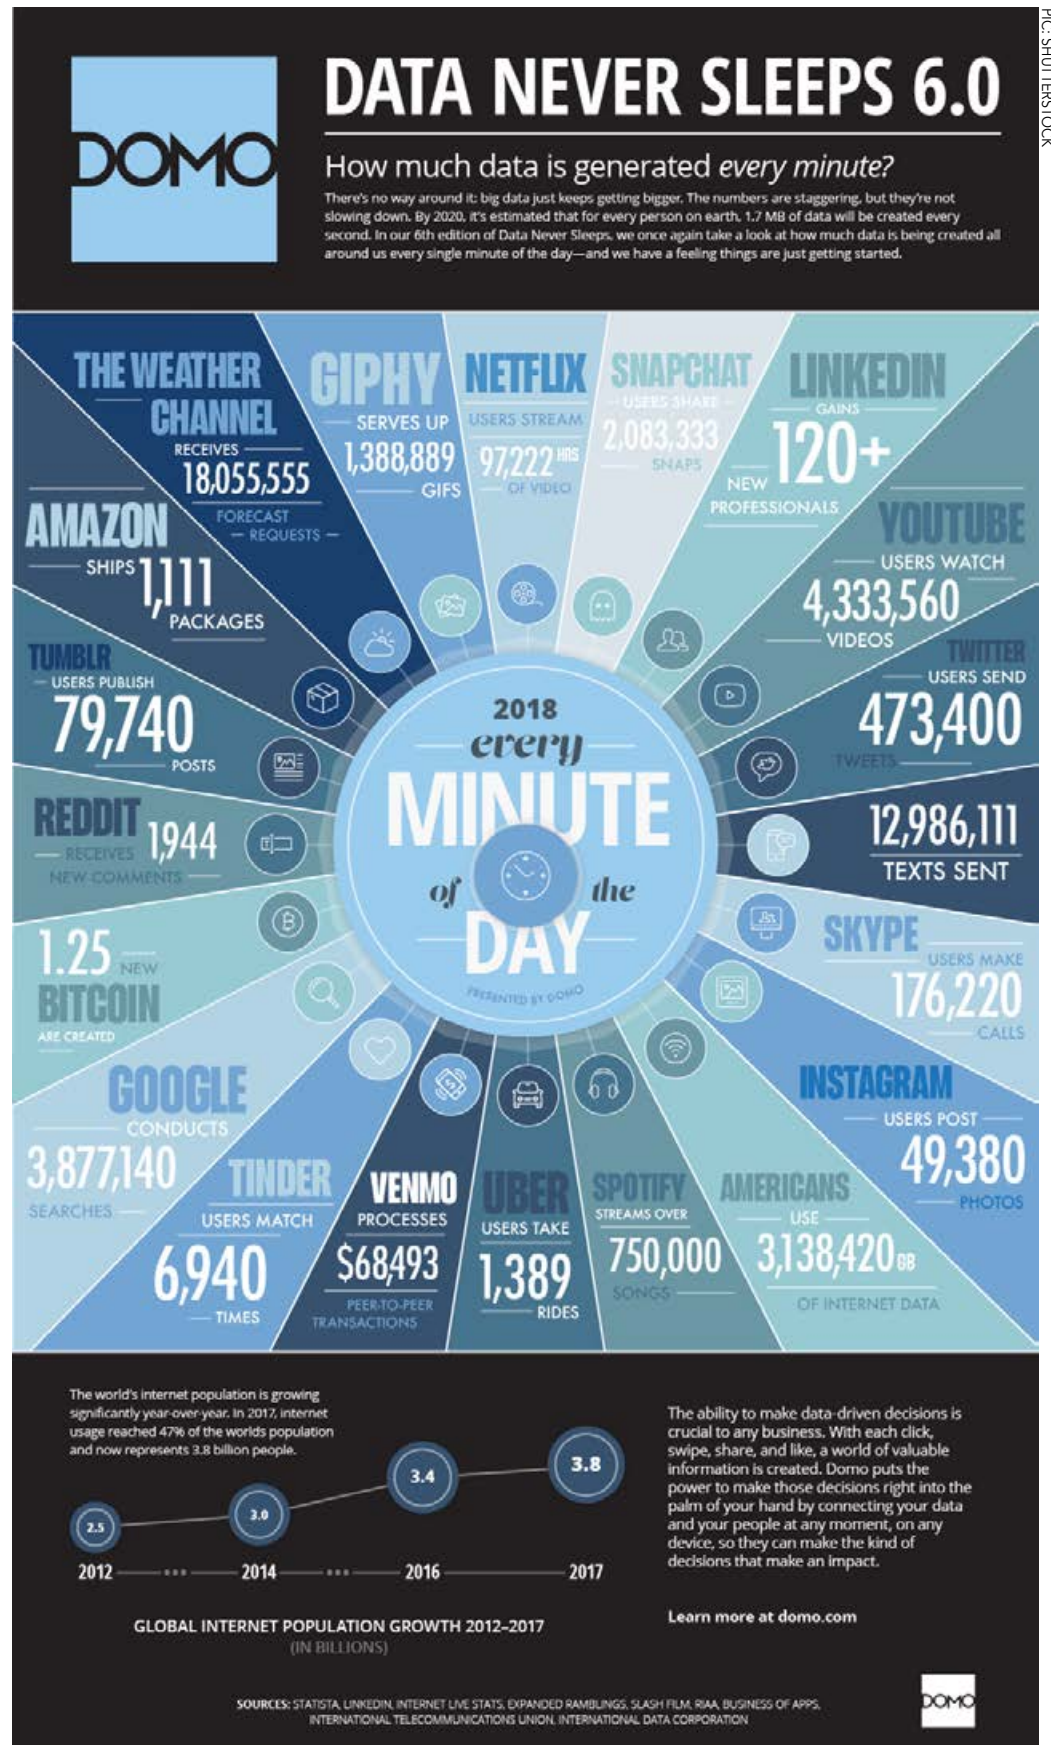 PIC: SHUTTERSTOCK
DOMO
DATA NEVER SLEEPS 6.0
How much data is generated every minute?
There's no way around it: big data just keeps getting bigger. The numbers are staggering, but they're not
slowing down. By 2020, it's estimated that for every person on earth, 1.7 MB of data will be created every
second. In our 6th edition of Data Never Sleeps, we once again take a look at how much data is being created all
around us every single minute of the day—and we have a feeling things are just getting started.
THE WEATHER
CHANNEL
RECEIVES
18,055,555
FORECAST
REQUESTS
GIPHY
SERVES UP
1,388,889
GIFS
NETFLIX
USERS STREAM
97,222 HRS
OF VIDEO
SNAPCHAT
USERS SHARE
2,083,333
SNAPS
LINKEDIN
GAINS
120+
NEW
PROFESSIONALS
YOUTUBE
USERS WATCH
4,333,560
VIDEOS
TWITTER
USERS SEND
473,400
TWEETS
12,986,111
TEXTS SENT
SKYPE
USERS MAKE
176,220
CALLS
INSTAGRAM
USERS POST
49,380
PHOTOS
AMERICANS
USE
3,138,420 GB
OF INTERNET DATA
SPOTIFY
STREAMS OVER
750,000
SONGS
UBER
USERS TAKE
1,389
RIDES
VENMO
PROCESSES
$68,493
PEER-TO-PEER
TRANSACTIONS
TINDER
USERS MATCH
6,940
TIMES
GOOGLE
CONDUCTS
3,877,140
SEARCHES
1.25 NEW
BITCOIN
ARE CREATED
REDDIT
RECEIVES 1,944
NEW COMMENTS
TUMBLR
USERS PUBLISH
79,740
POSTS
AMAZON
SHIPS 1,111
PACKAGES
2018
every
MINUTE
of the
DAY
PRESENTED BY DOMO
The world's internet population is growing
significantly year-over-year. In 2017, internet
usage reached 47% of the worlds population
and now represents 3.8 billion people.
2.5
3.0
3.4
3.8
2012 2014 2016 2017
GLOBAL INTERNET POPULATION GROWTH 2012–2017
(IN BILLIONS)
The ability to make data-driven decisions is
crucial to any business. With each click,
swipe, share, and like, a world of valuable
information is created. Domo puts the
power to make those decisions right into the
palm of your hand by connecting your data
and your people at any moment, on any
device, so they can make the kind of
decisions that make an impact.
Learn more at domo.com
SOURCES: STATISTA, LINKEDIN, INTERNET LIVE STATS, EXPANDED RAMBLINGS, SLASH FILM, RIAA, BUSINESS OF APPS,
INTERNATIONAL TELECOMMUNICATIONS UNION, INTERNATIONAL DATA CORPORATION
DOMO